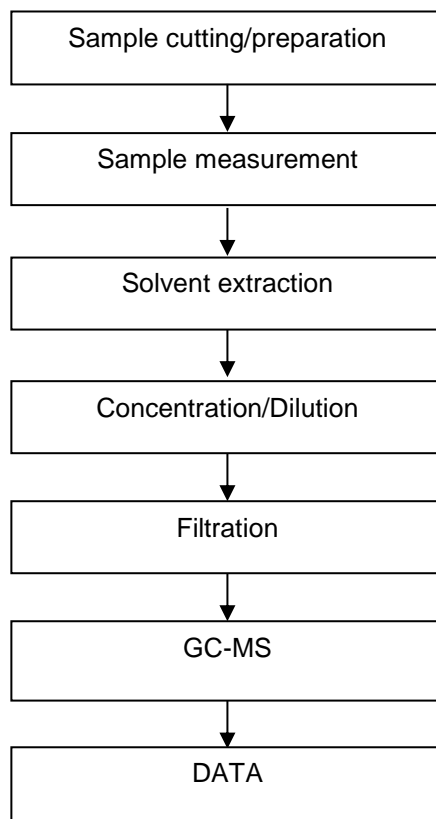 Sample cutting/preparation
Sample measurement
Solvent extraction
Concentration/Dilution
Filtration
GC-MS
DATA